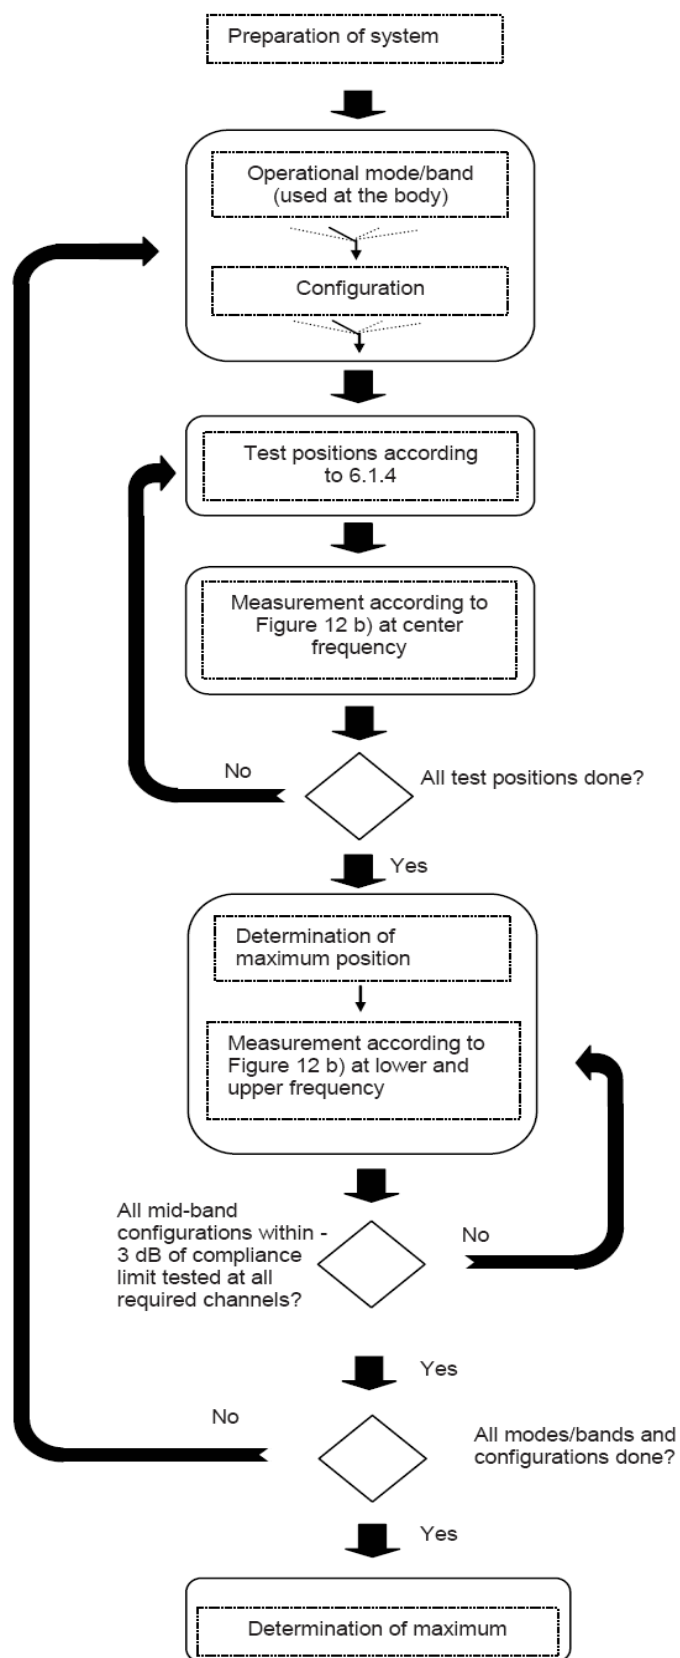 Preparation of system
Operational mode/band
(used at the body)
Configuration
Test positions according
to 6.1.4
Measurement according to
Figure 12 b) at center
frequency
No
All test positions done?
Yes
Determination of
maximum position
Measurement according to
Figure 12 b) at lower and
upper frequency
All mid-band
configurations within -
3 dB of compliance
limit tested at all
required channels?
No
Yes
No
All modes/bands and
configurations done?
Yes
Determination of maximum